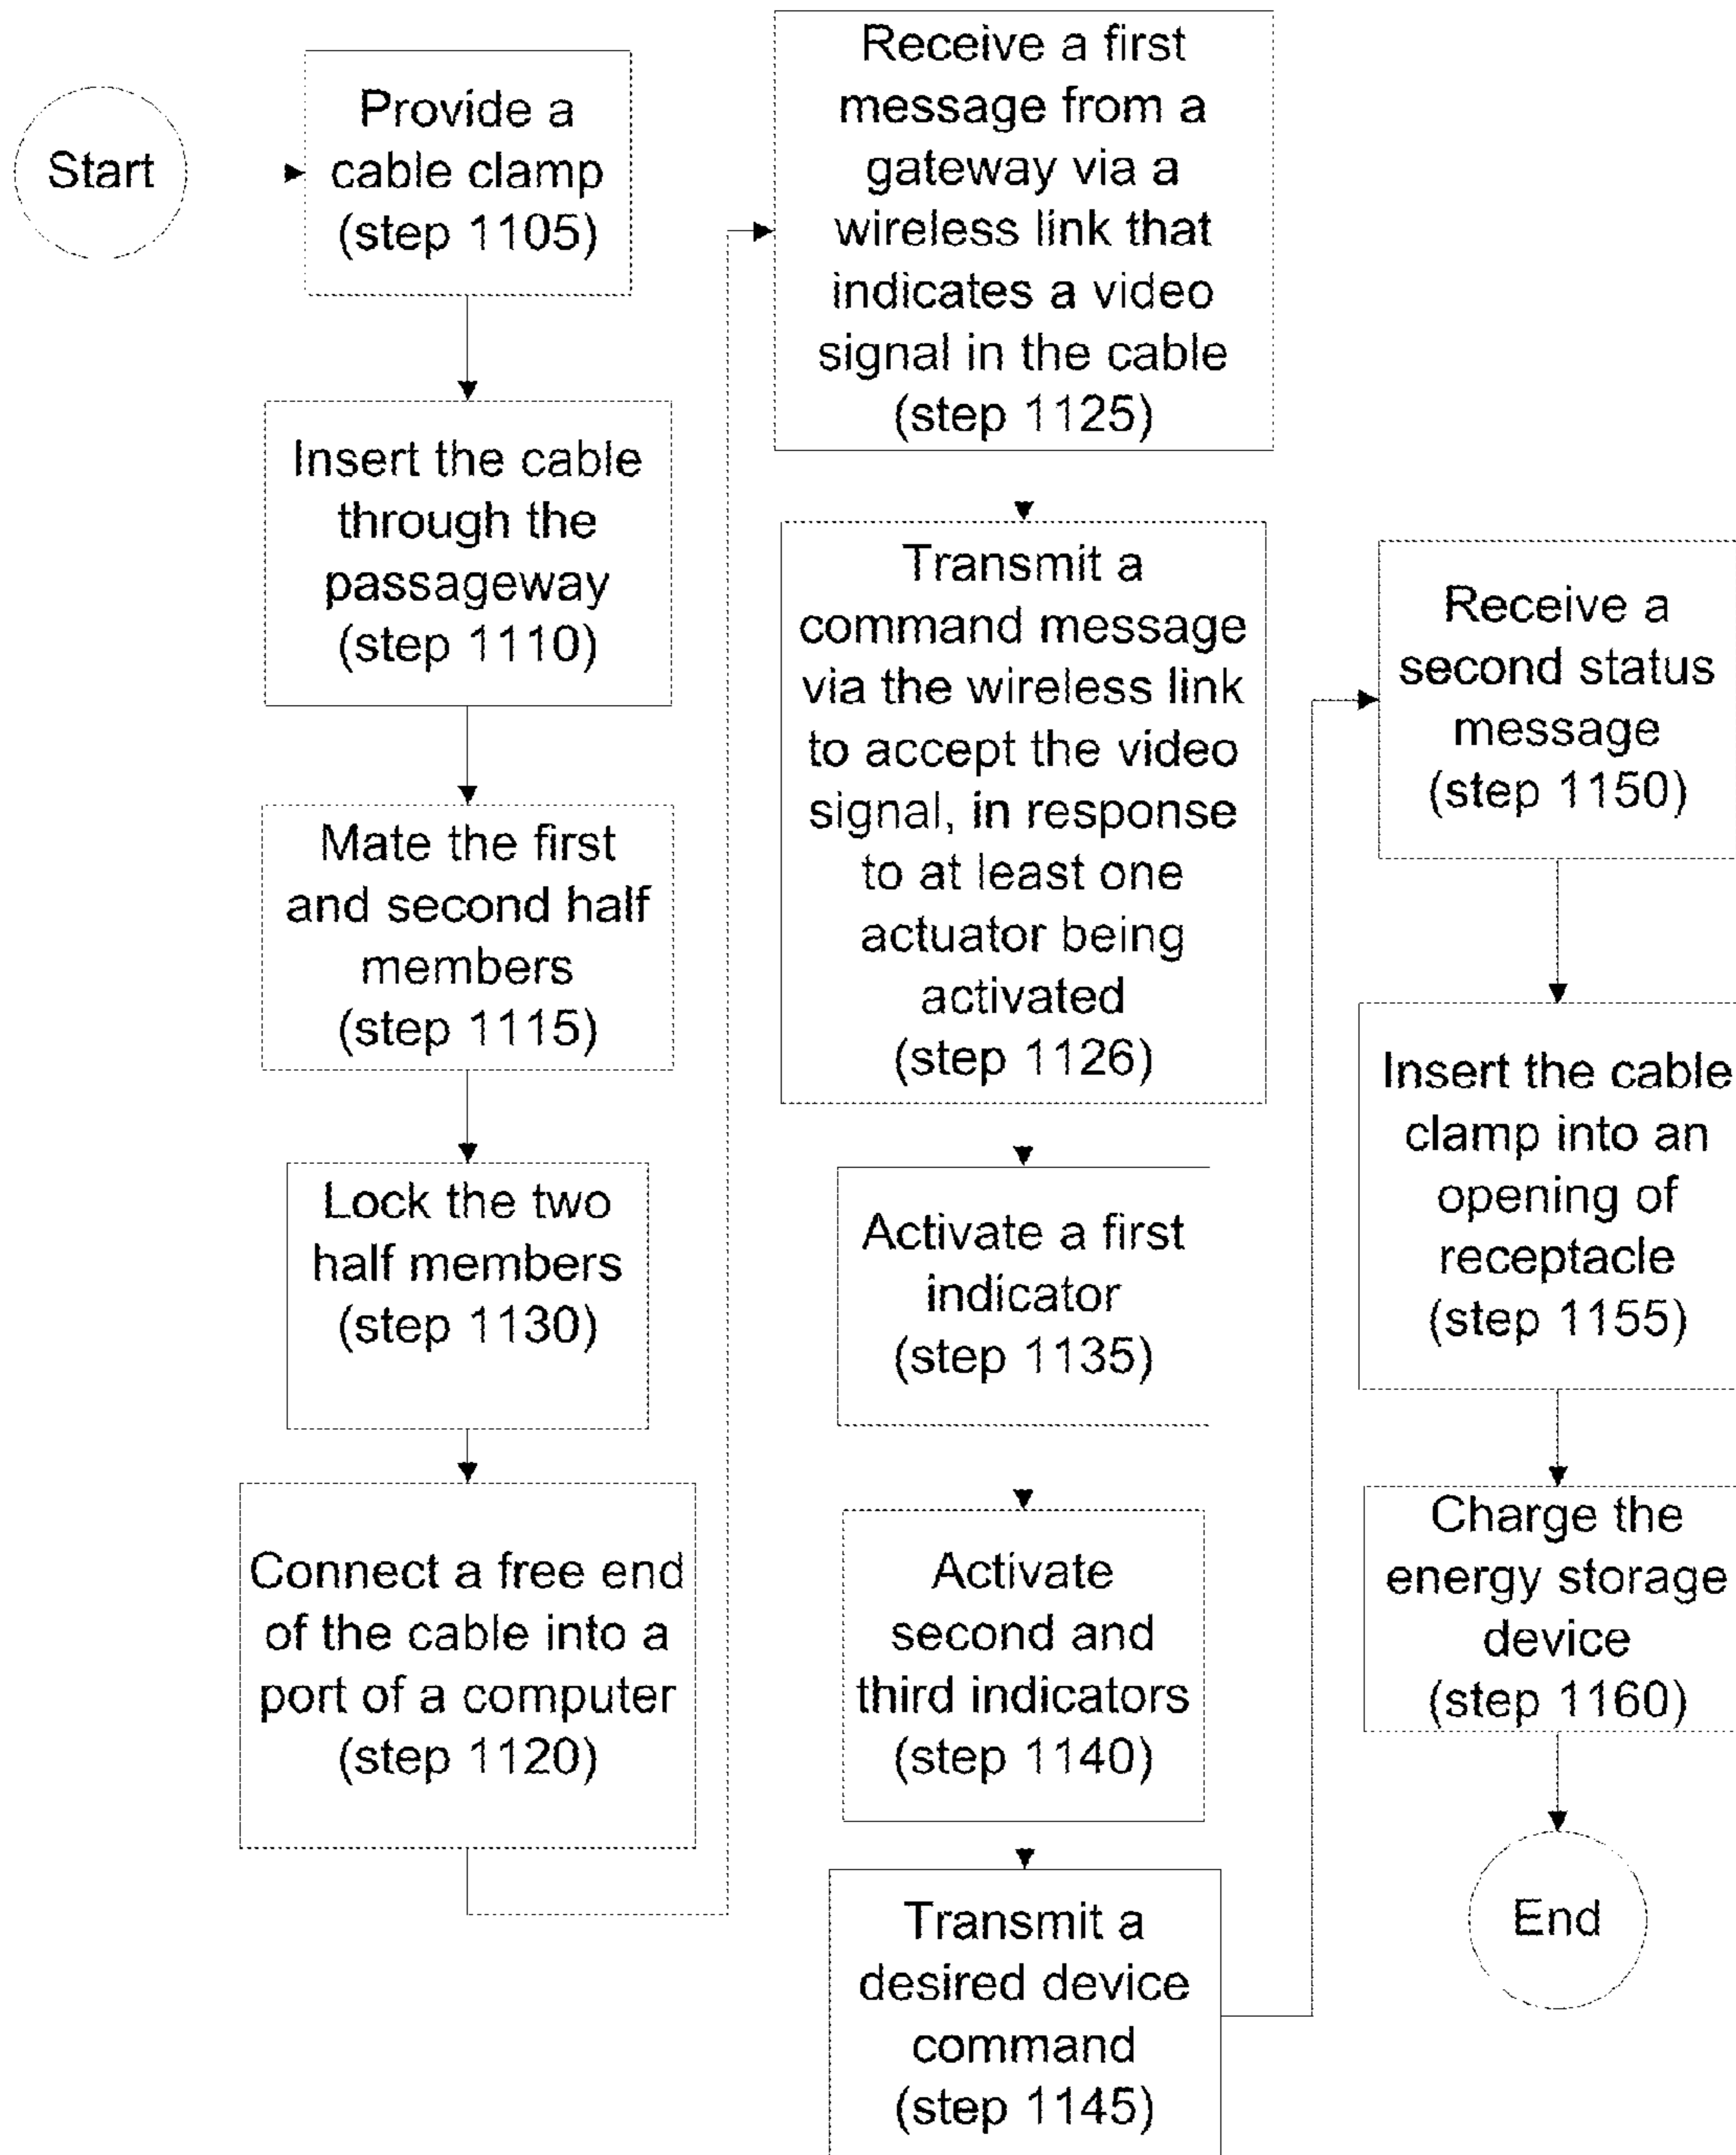 Start
Provide a
cable clamp
(step 1105)
Insert the cable
through the
passageway
(step 1110)
Mate the first
and second half
members
(step 1115)
Lock the two
half members
(step 1130)
Connect a free end
of the cable into a
port of a computer
(step 1120)
Receive a first
message from a
gateway via a
wireless link that
indicates a video
signal in the cable
(step 1125)
Transmit a
command message
via the wireless link
to accept the video
signal, in response
to at least one
actuator being
activated
(step 1126)
Activate a first
indicator
(step 1135)
Activate
second and
third indicators
(step 1140)
Transmit a
desired device
command
(step 1145)
Receive a
second status
message
(step 1150)
Insert the cable
clamp into an
opening of
receptacle
(step 1155)
Charge the
energy storage
device
(step 1160)
End